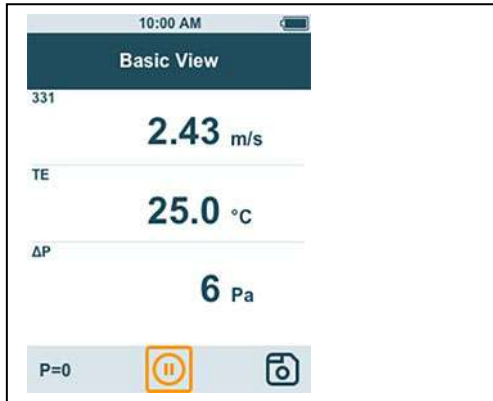 10:00 AM
Basic View
331
2.43 m/s
TE
25.0 °C
ΔP
6 Pa
P=0